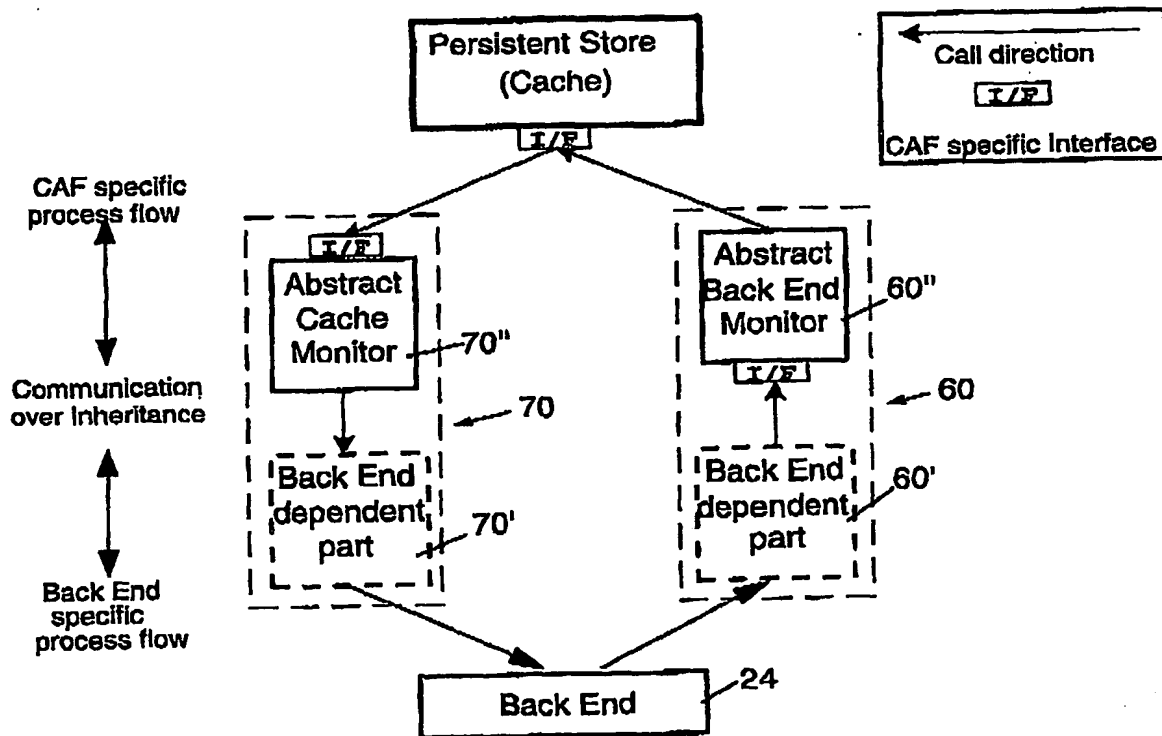 Persistent Store
(Cache)
I/F
Call direction
I/F
CAF specific Interface
CAF specific
process flow
Communication
over Inheritance
Back End
specific
process flow
I/F
Abstract
Cache
Monitor
70"
70
Back End
dependent
part
70'
Abstract
Back End
Monitor
I/F
60"
60
Back End
dependent
part
60'
Back End
24